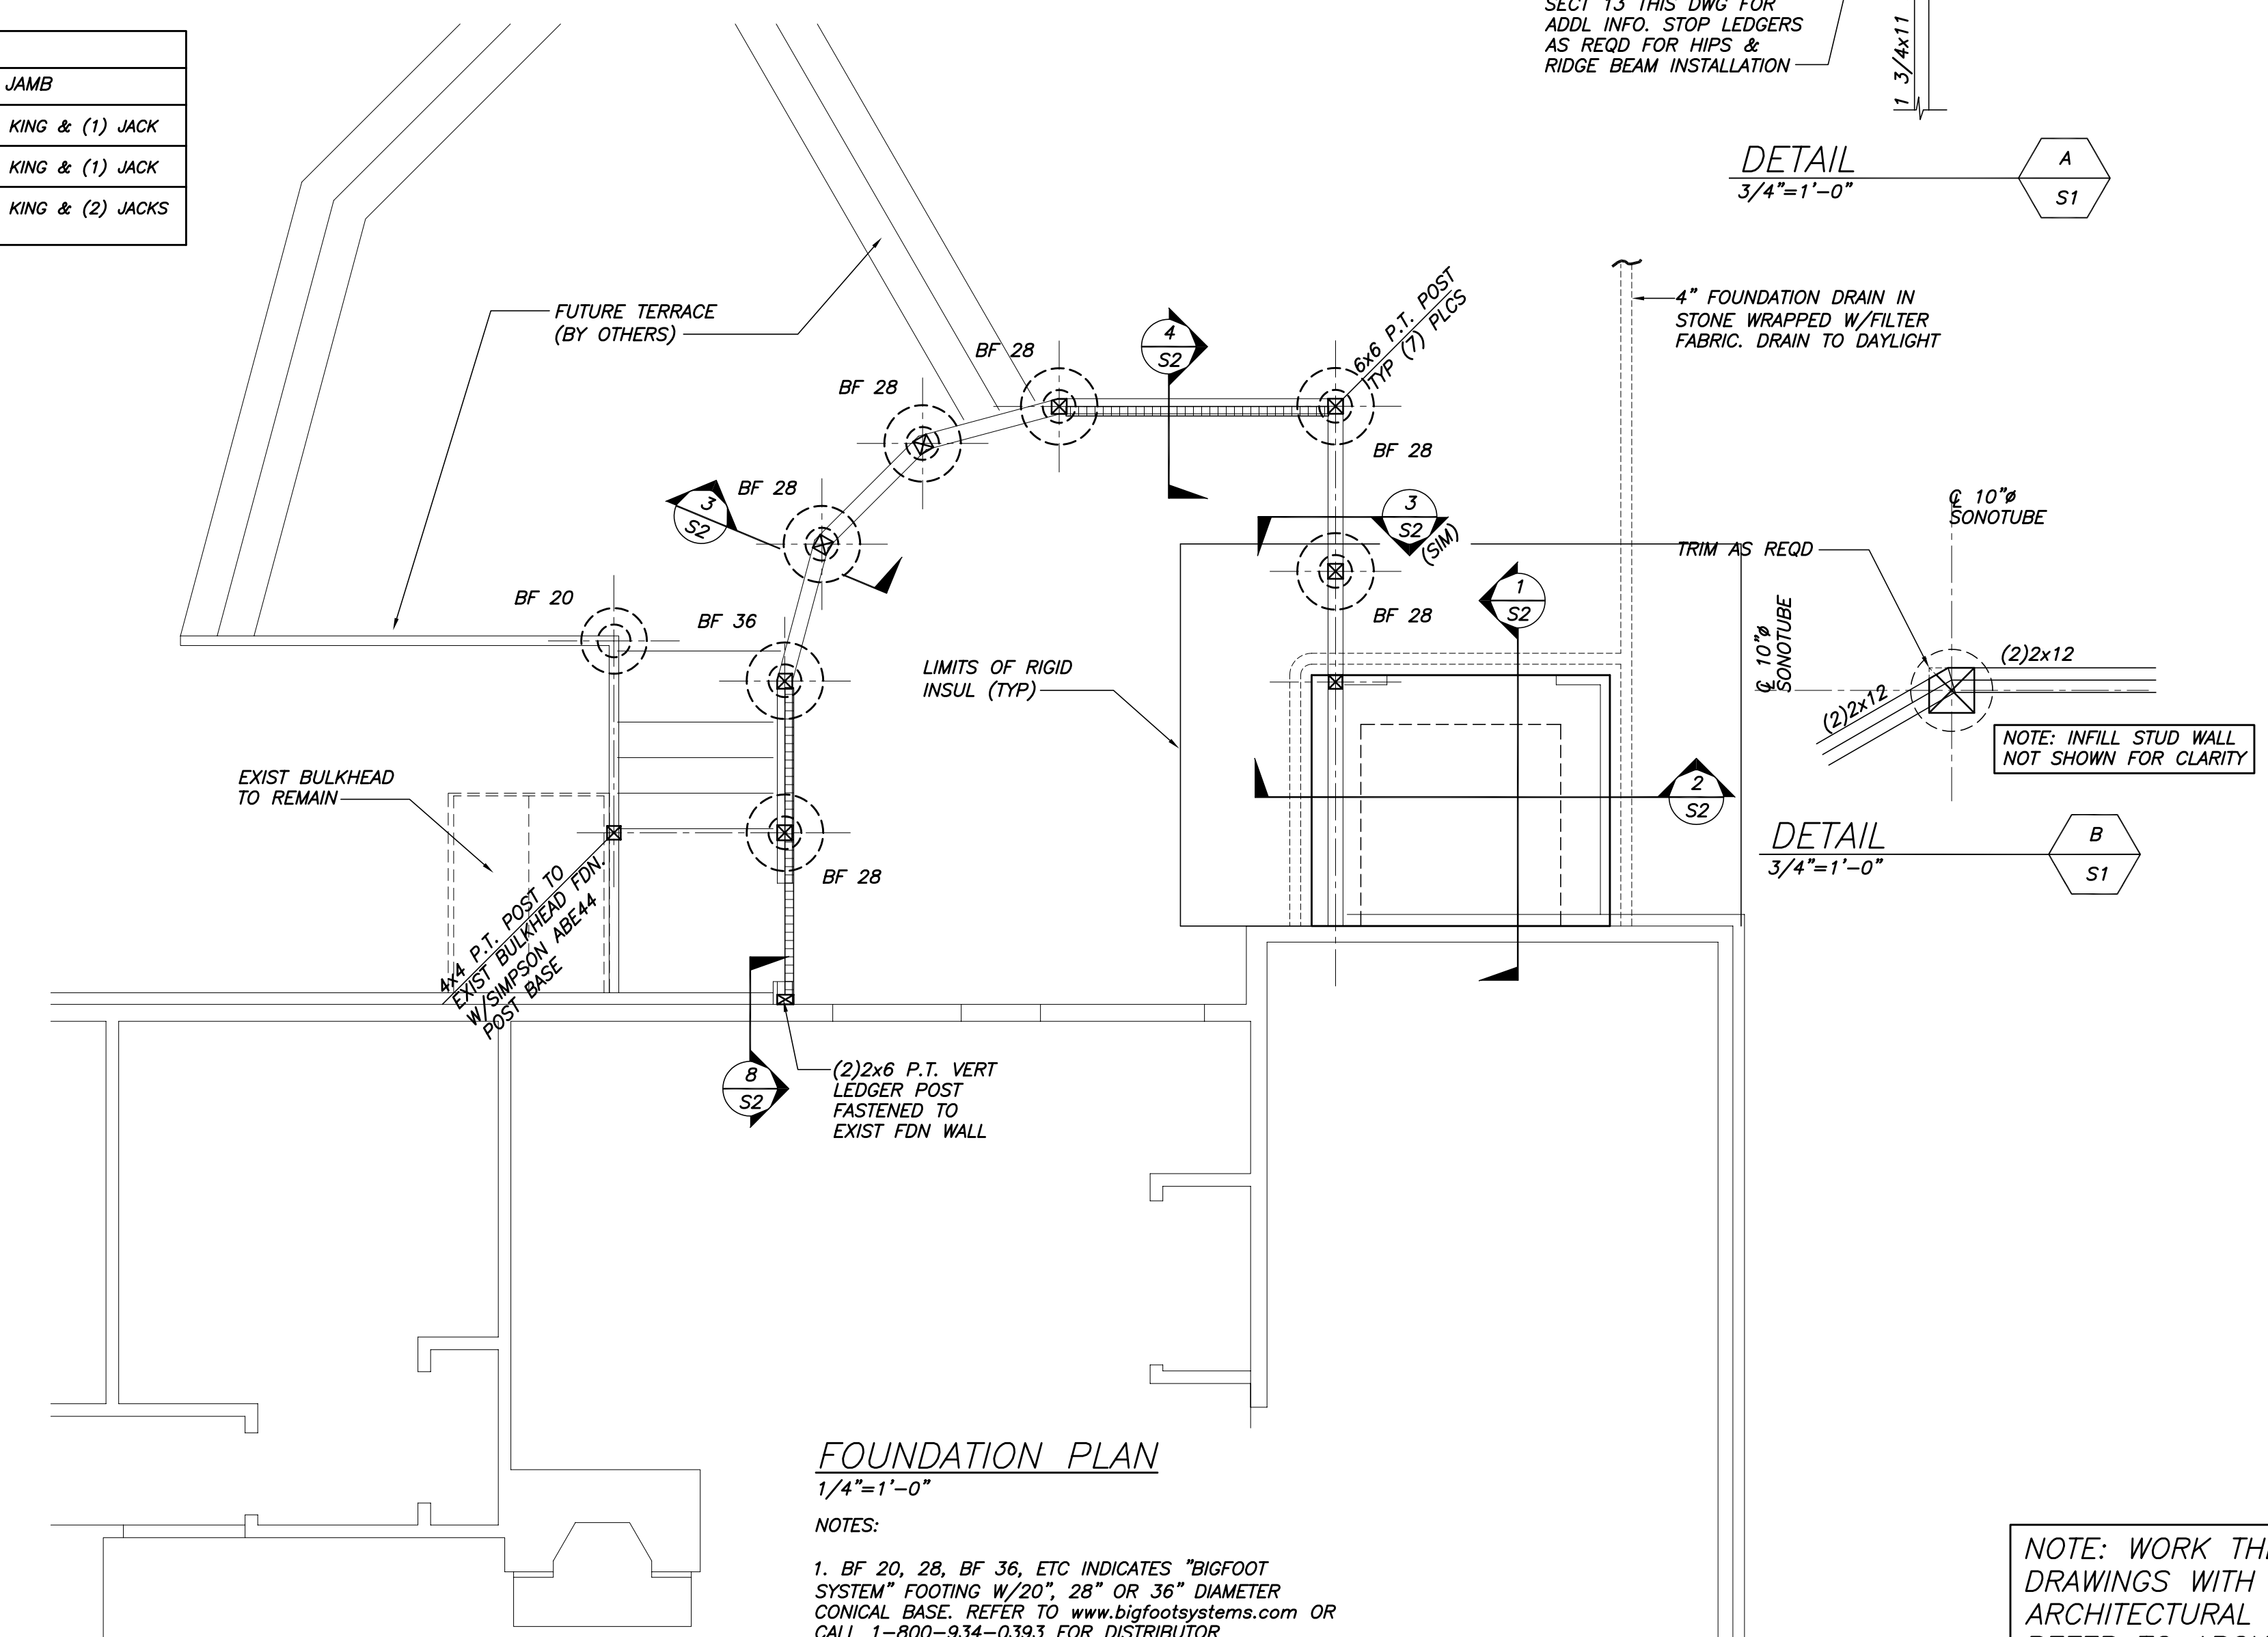 JAMB
KING & (1) JACK
KING & (1) JACK
KING & (2) JACKS
SECT 13 THIS DWG FOR
ADDL INFO. STOP LEDGERS
AS REQD FOR HIPS &
RIDGE BEAM INSTALLATION
1 3/4x11
DETAIL
3/4"=1'-0"
A
S1
FUTURE TERRACE
(BY OTHERS)
BF 28
BF 28
BF 28
4
S2
6x6 P.T. POST
TYP (7) PLCS
4" FOUNDATION DRAIN IN
STONE WRAPPED W/FILTER
FABRIC. DRAIN TO DAYLIGHT
BF 28
3
S2
3
S2
(SIM)
BF 28
1
S2
BF 20
BF 36
LIMITS OF RIGID
INSUL (TYP)
℄ 10"ø
SONOTUBE
TRIM AS REQD
℄ 10"ø
SONOTUBE
(2)2x12
(2)2x12
NOTE: INFILL STUD WALL
NOT SHOWN FOR CLARITY
2
S2
DETAIL
3/4"=1'-0"
B
S1
EXIST BULKHEAD
TO REMAIN
BF 28
4x4 P.T. POST TO
EXIST BULKHEAD FDN.
W/SIMPSON ABE44
POST BASE
8
S2
(2)2x6 P.T. VERT
LEDGER POST
FASTENED TO
EXIST FDN WALL
FOUNDATION PLAN
1/4"=1'-0"
NOTES:
1. BF 20, 28, BF 36, ETC INDICATES "BIGFOOT
SYSTEM" FOOTING W/20", 28" OR 36" DIAMETER
CONICAL BASE. REFER TO www.bigfootsystems.com OR
CALL 1-800-934-0393 FOR DISTRIBUTOR
NOTE: WORK
DRAWINGS WITH
ARCHITECTURAL